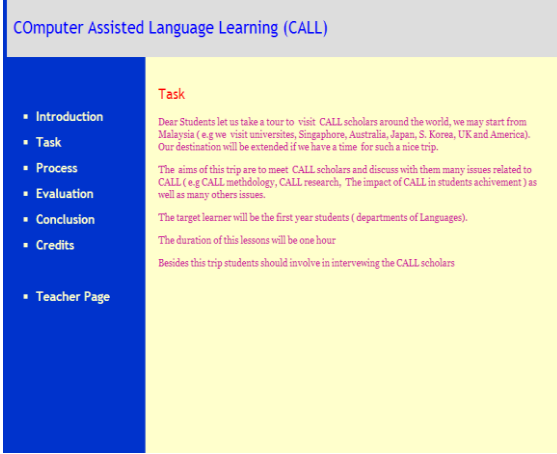 COmputer Assisted Language Learning (CALL)
Introduction
Task
Process
Evaluation
Conclusion
Credits
Teacher Page
Task
Dear Students let us take a tour to visit CALL scholars around the world, we may start from
Malaysia ( e.g we visit universites, Singaphore, Australia, Japan, S. Korea, UK and America).
Our destination will be extended if we have a time for such a nice trip.
The aims of this trip are to meet CALL scholars and discuss with them many issues related to
CALL ( e.g CALL methdology, CALL research, The impact of CALL in students achivement ) as
well as many others issues.
The target learner will be the first year students ( departments of Languages).
The duration of this lessons will be one hour
Besides this trip students should involve in intervewing the CALL scholars